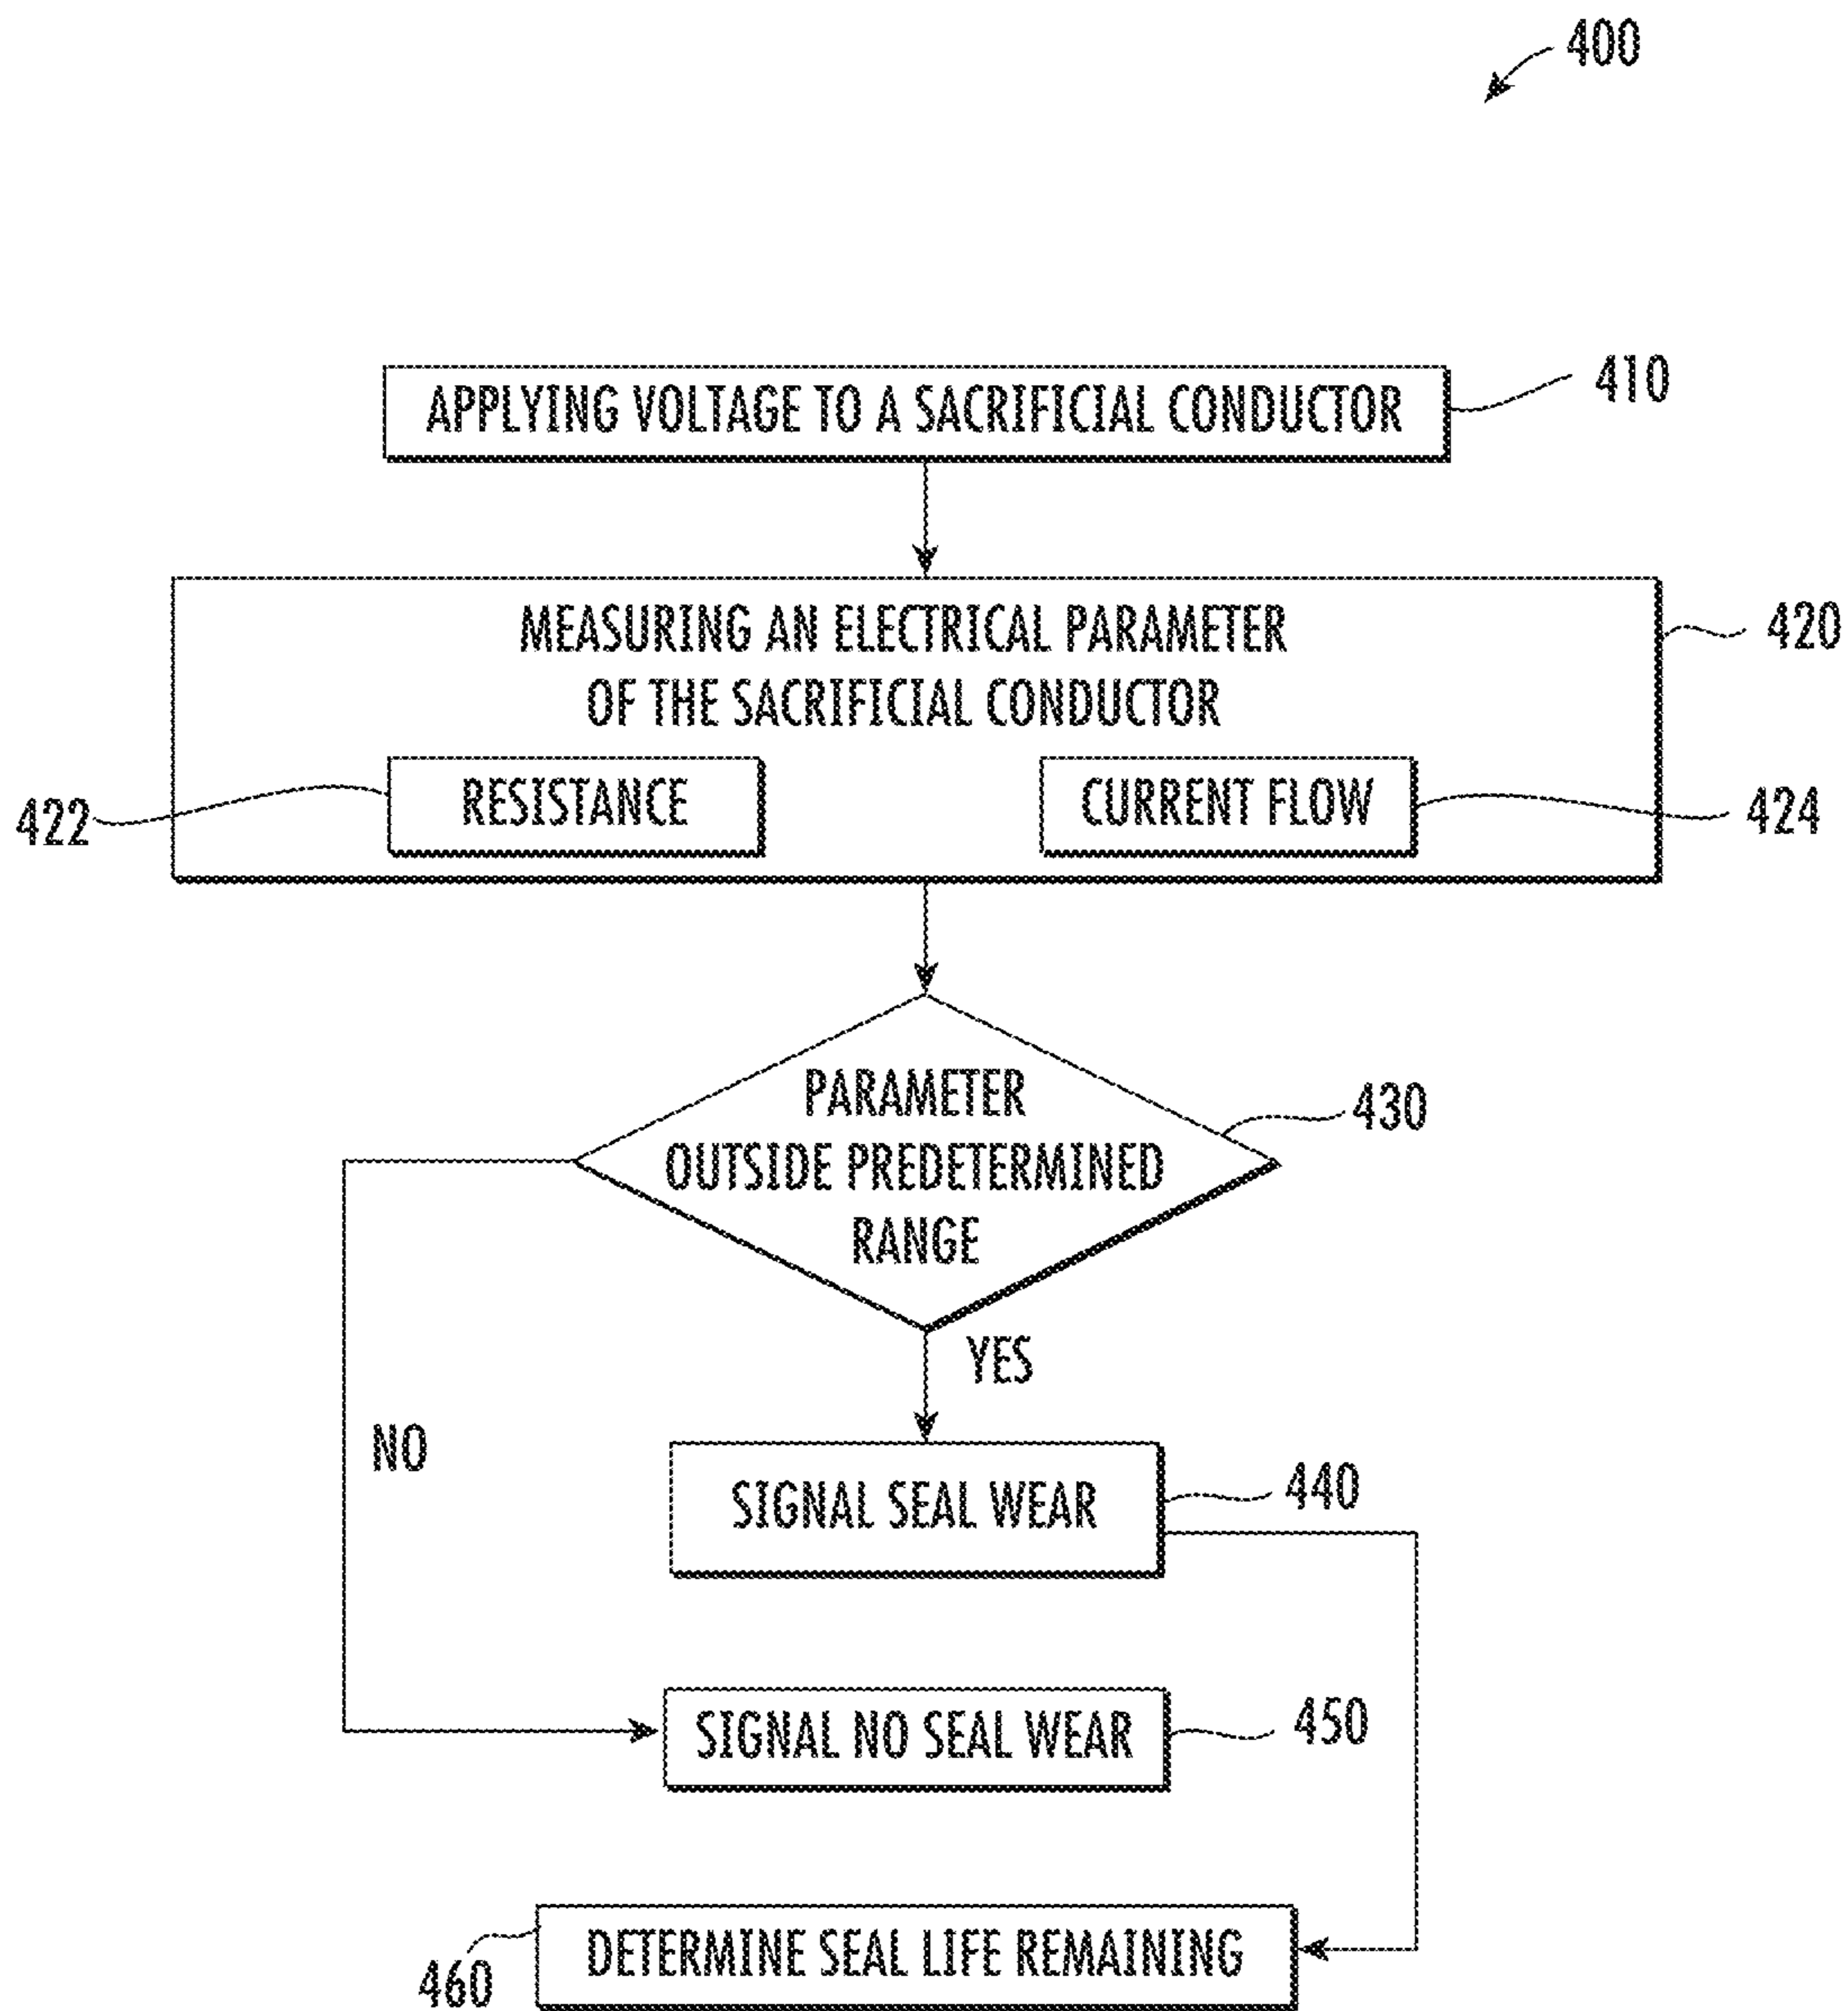 400
APPLYING VOLTAGE TO A SACRIFICIAL CONDUCTOR
410
MEASURING AN ELECTRICAL PARAMETER
OF THE SACRIFICIAL CONDUCTOR
420
422
RESISTANCE
CURRENT FLOW
424
PARAMETER
OUTSIDE PREDETERMINED
RANGE
430
YES
NO
SIGNAL SEAL WEAR
440
SIGNAL NO SEAL WEAR
450
DETERMINE SEAL LIFE REMAINING
460